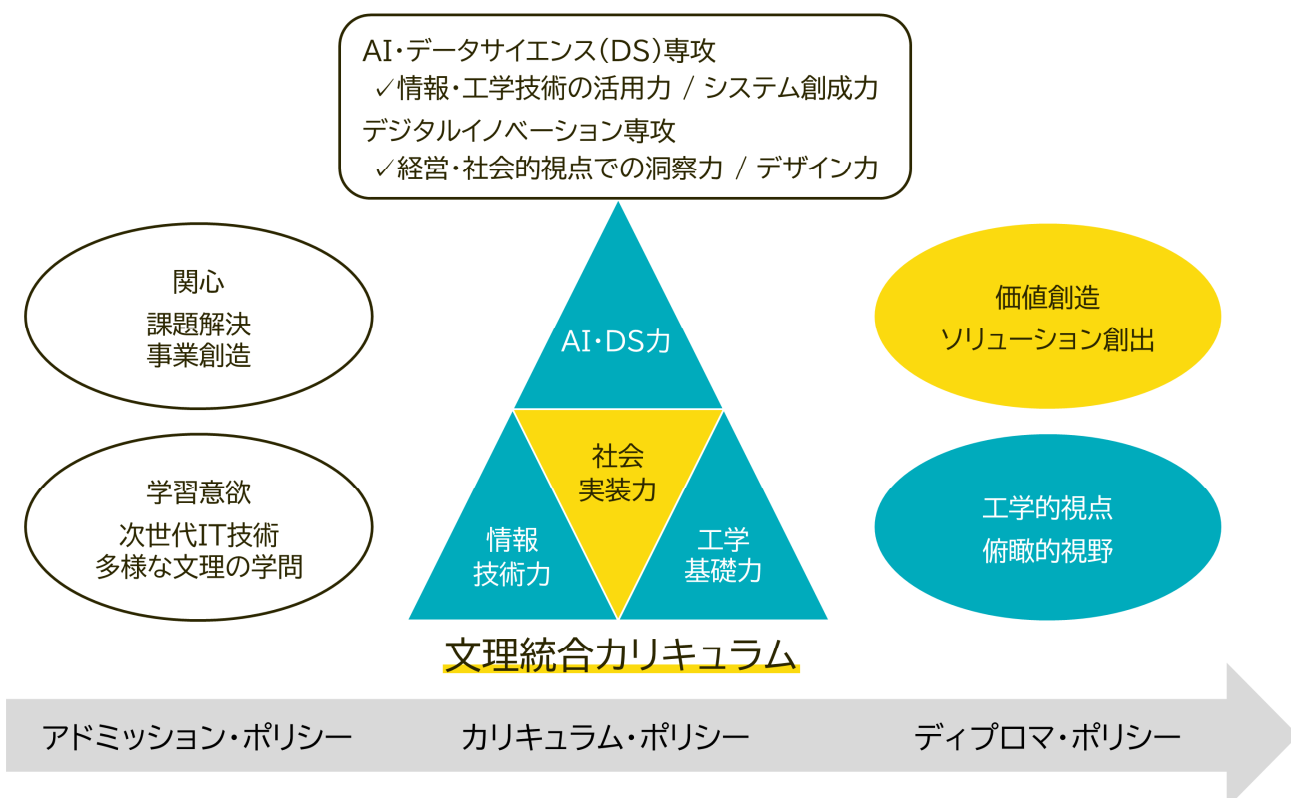 AI・データサイエンス(DS)専攻
✓情報・工学技術の活用力 / システム創成力
デジタルイノベーション専攻
✓経営・社会的視点での洞察力 / デザイン力
関心
課題解決
事業創造
学習意欲
次世代IT技術
多様な文理の学問
AI・DS力
社会
実装力
情報
技術力
工学
基礎力
価値創造
ソリューション創出
工学的視点
俯瞰的視野
文理統合カリキュラム
アドミッション・ポリシー
カリキュラム・ポリシー
ディプロマ・ポリシー